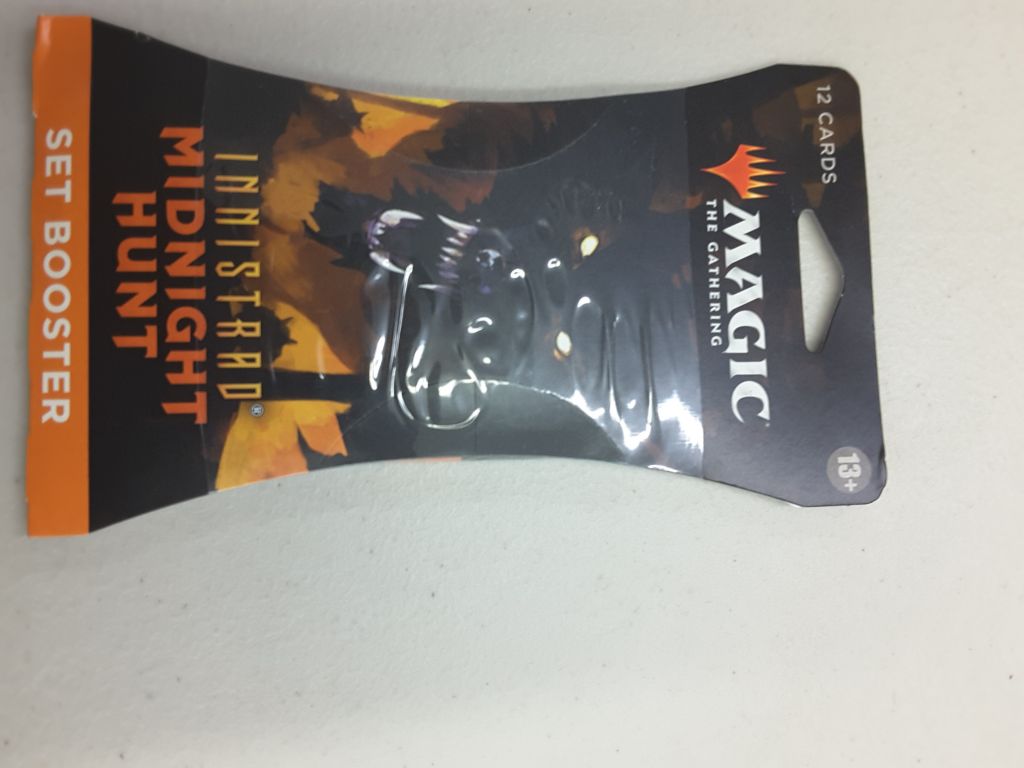 12 CARDS
MAGIC
THE GATHERING
13+
INNISTRAD®
MIDNIGHT
HUNT
SET BOOSTER